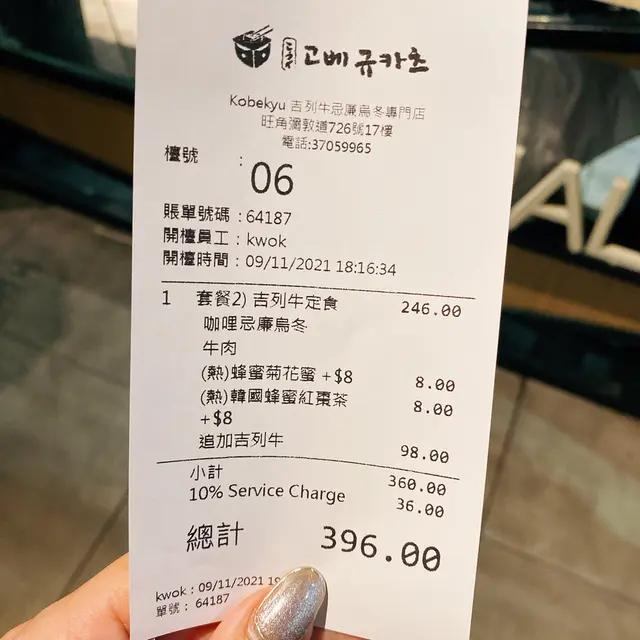 고베 규카츠
Kobekyu 吉列牛忌廉烏冬專門店
旺角彌敦道726號17樓
電話:37059965
檯號 : 06
賬單號碼 : 64187
開檯員工 : kwok
開檯時間 : 09/11/2021 18:16:34
1 套餐2) 吉列牛定食 246.00
咖哩忌廉烏冬
牛肉
(熱)蜂蜜菊花蜜 +$8 8.00
(熱)韓國蜂蜜紅棗茶 8.00
+$8
追加吉列牛 98.00
小計 360.00
10% Service Charge 36.00
總計 396.00
kwok : 09/11/2021
單號 : 64187
AL